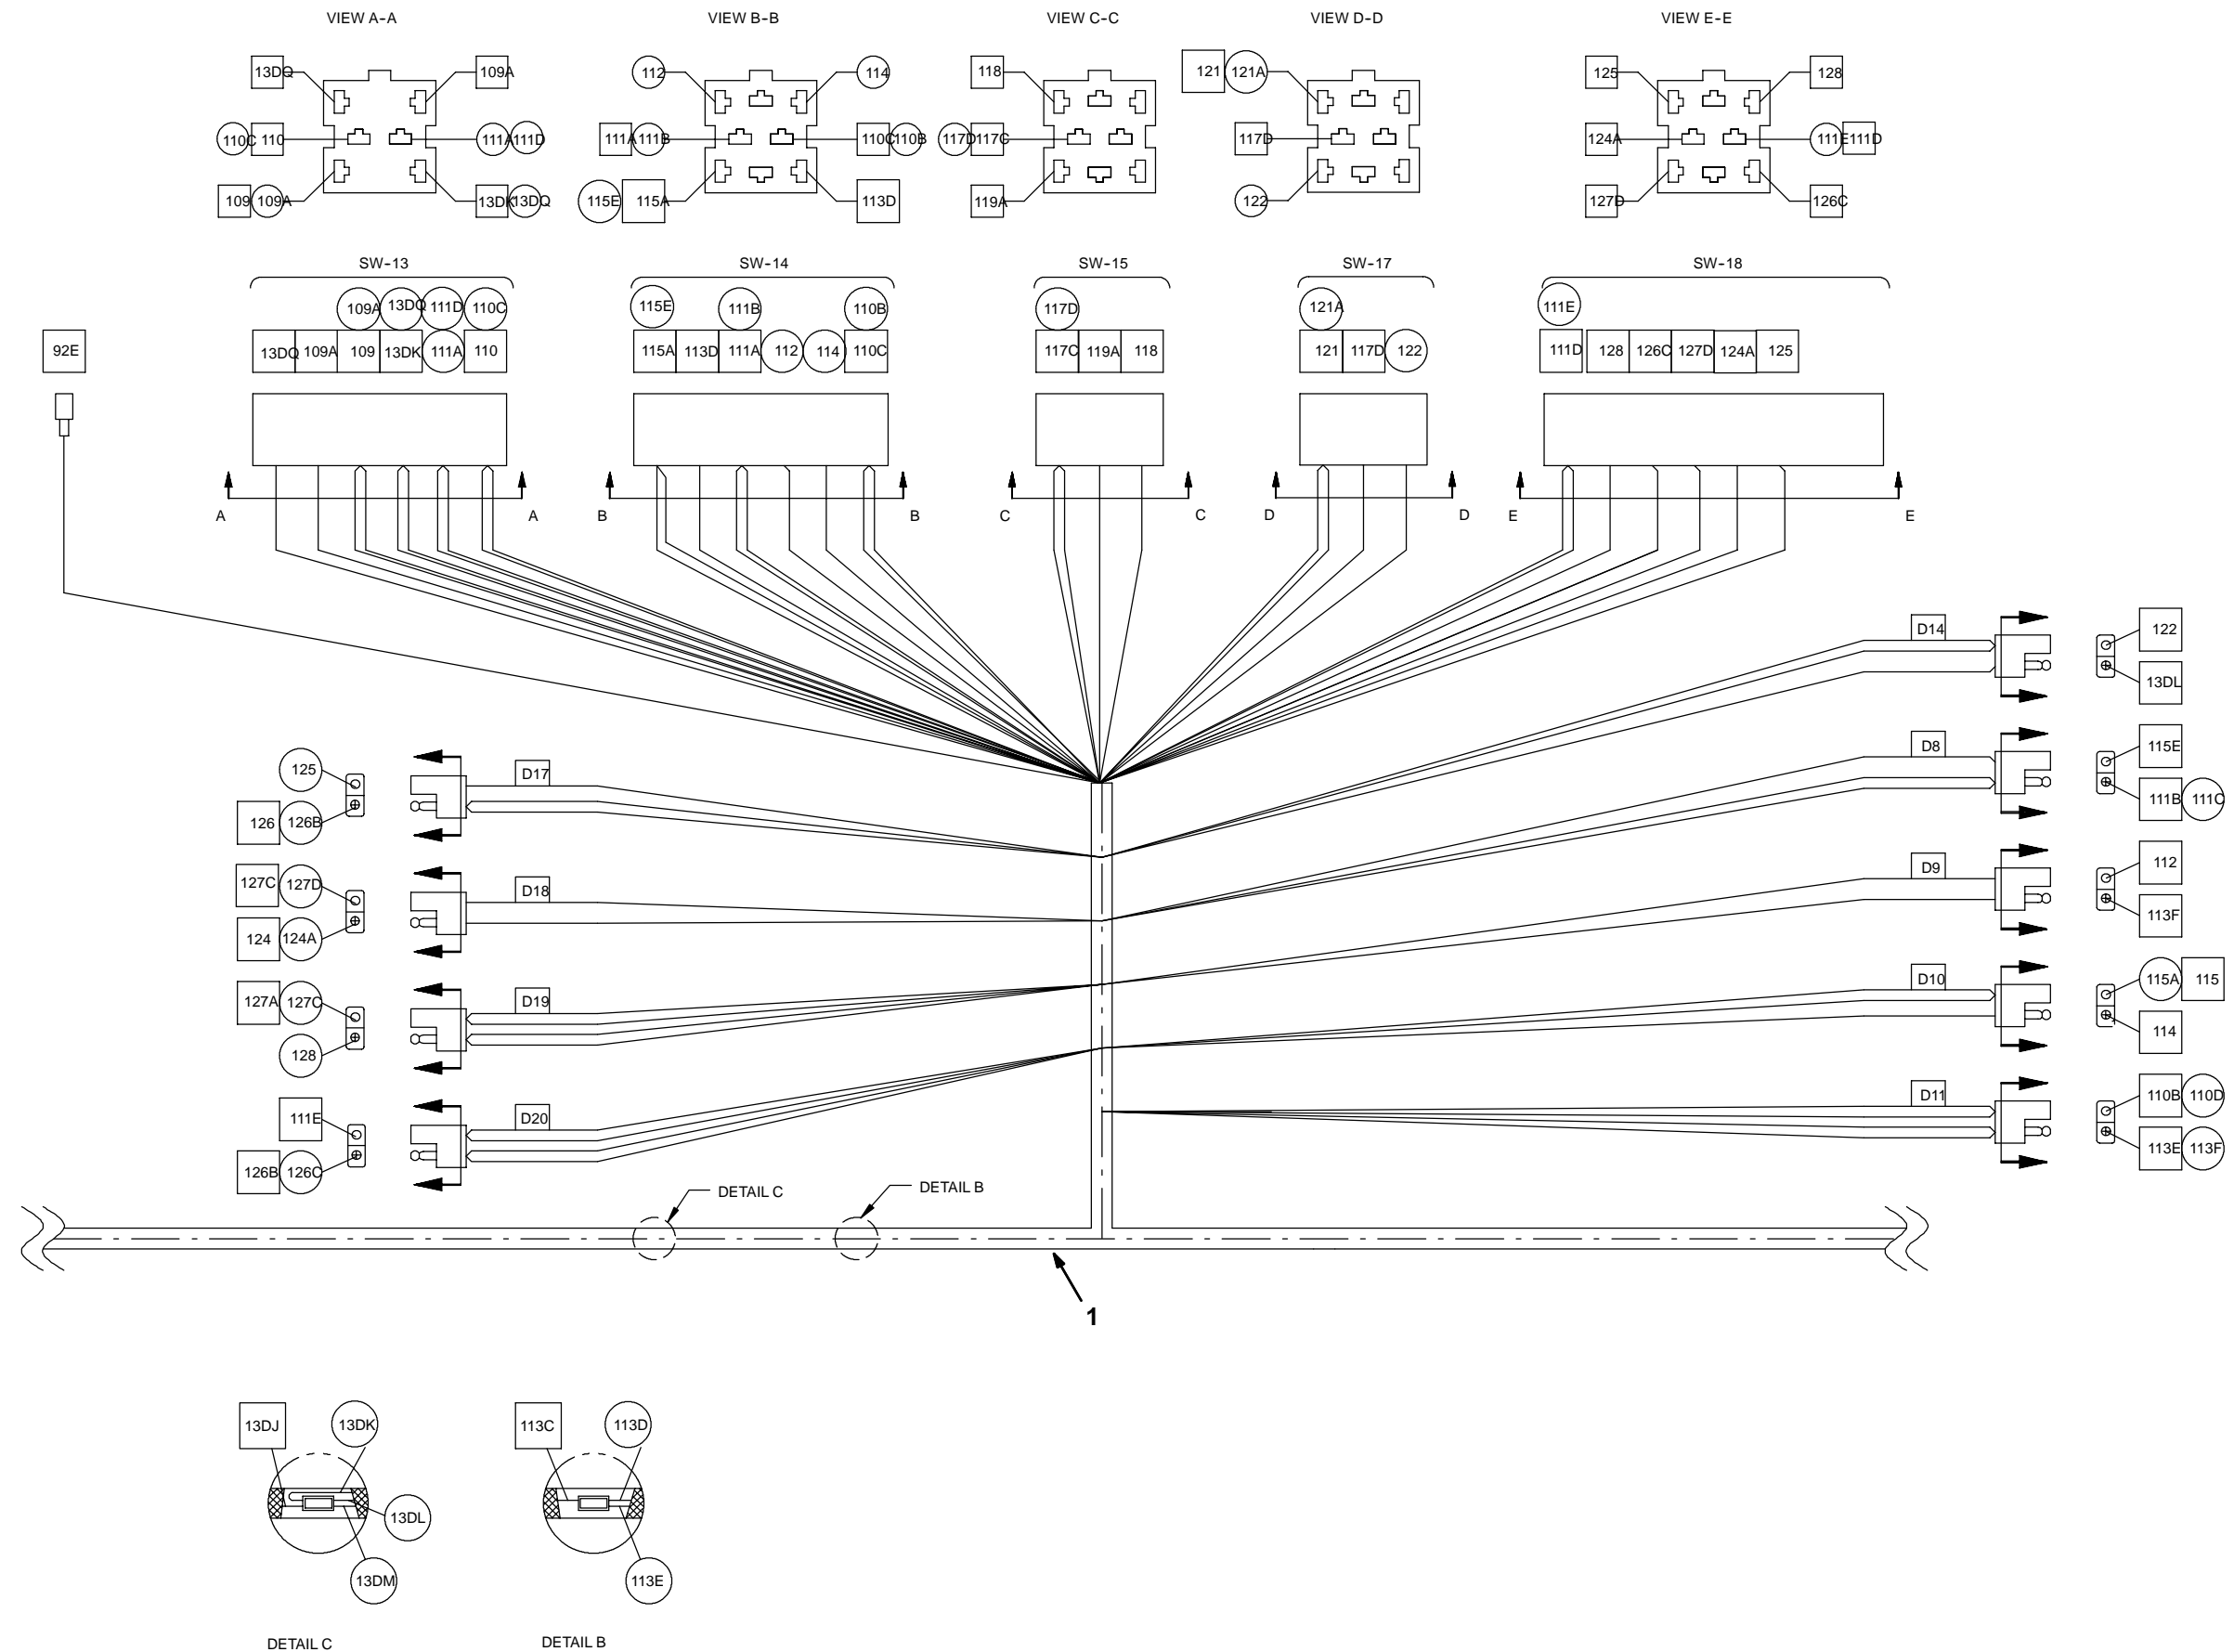 VIEW A-A VIEW B-B VIEW C-C VIEW D-D VIEW E-E
13DQ 109A 112 114 118 121 121A 125 128
110C 110 111A 111D 111A 111B 110C 110B 117D 117C 117D 124A 111E 111D
109 109A 13DK 13DQ 115E 115A 113D 119A 122 127D 126C
SW-13 SW-14 SW-15 SW-17 SW-18
109A 13DQ 111D 110C 115E 111B 110B 117D 121A 111E
92E 13DQ 109A 109 13DK 111A 110 115A 113D 111A 112 114 110C 117C 119A 118 121 117D 122 111D 128 126C 127D 124A 125
A A B B C C D D E E
D14 122
13DL
D8 115E
111B 111C
125 D17
126 126B
D9 112
113F
127C 127D D18
124 124A
D10 115A 115
114
127A 127C D19
128
D11 110B 110D
113E 113F
111E D20
126B 126C
DETAIL C DETAIL B
1
13DJ 13DK 113C 113D
13DL
13DM 113E
DETAIL C DETAIL B